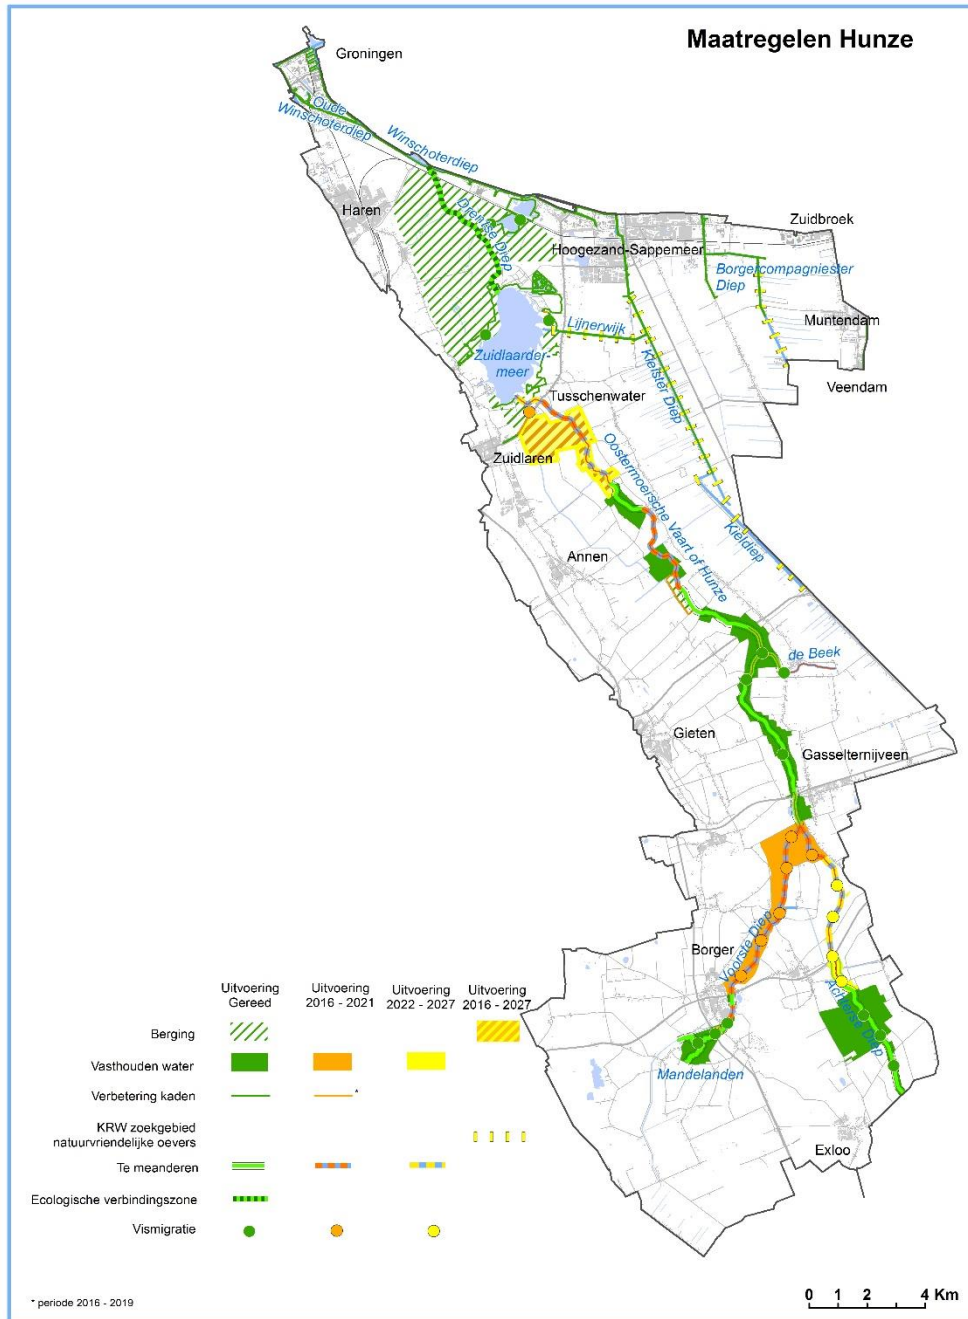 Maatregelen Hunze
Groningen
Oude
Winschoterdiep
Winschoterdiep
Haren
Drentse Diep
Zuidbroek
Hoogezand-Sappemeer
Borgercompagniester
Diep
Muntendam
Lijnerwijk
Zuidlaarder-
meer
Kielster Diep
Veendam
Tusschenwater
Zuidlaren
Oostermoersche Vaart of Hunze
Kieldiep
Annen
de Beek
Gieten
Gasselternijveen
Borger
Voorste Diep
Achterse Diep
Mandelanden
Exloo
Uitvoering Uitvoering Uitvoering Uitvoering
Gereed 2016 - 2021 2022 - 2027 2016 - 2027
Berging
Vasthouden water
Verbetering kaden *
KRW zoekgebied
natuurvriendelijke oevers
Te meanderen
Ecologische verbindingszone
Vismigratie
* periode 2016 - 2019
0 1 2 4 Km